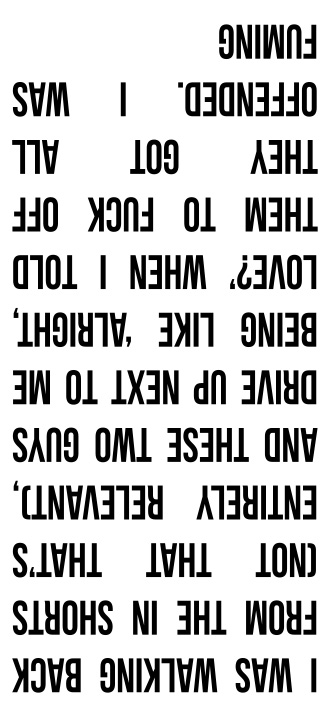 I WAS WALKING BACK
FROM THE IN SHORTS
(NOT THAT THAT'S
ENTIRELY RELEVANT),
AND THESE TWO GUYS
DRIVE UP NEXT TO ME
BEING LIKE 'ALRIGHT,
LOVE?' WHEN I TOLD
THEM TO FUCK OFF
THEY GOT ALL
OFFENDED. I WAS
FUMING